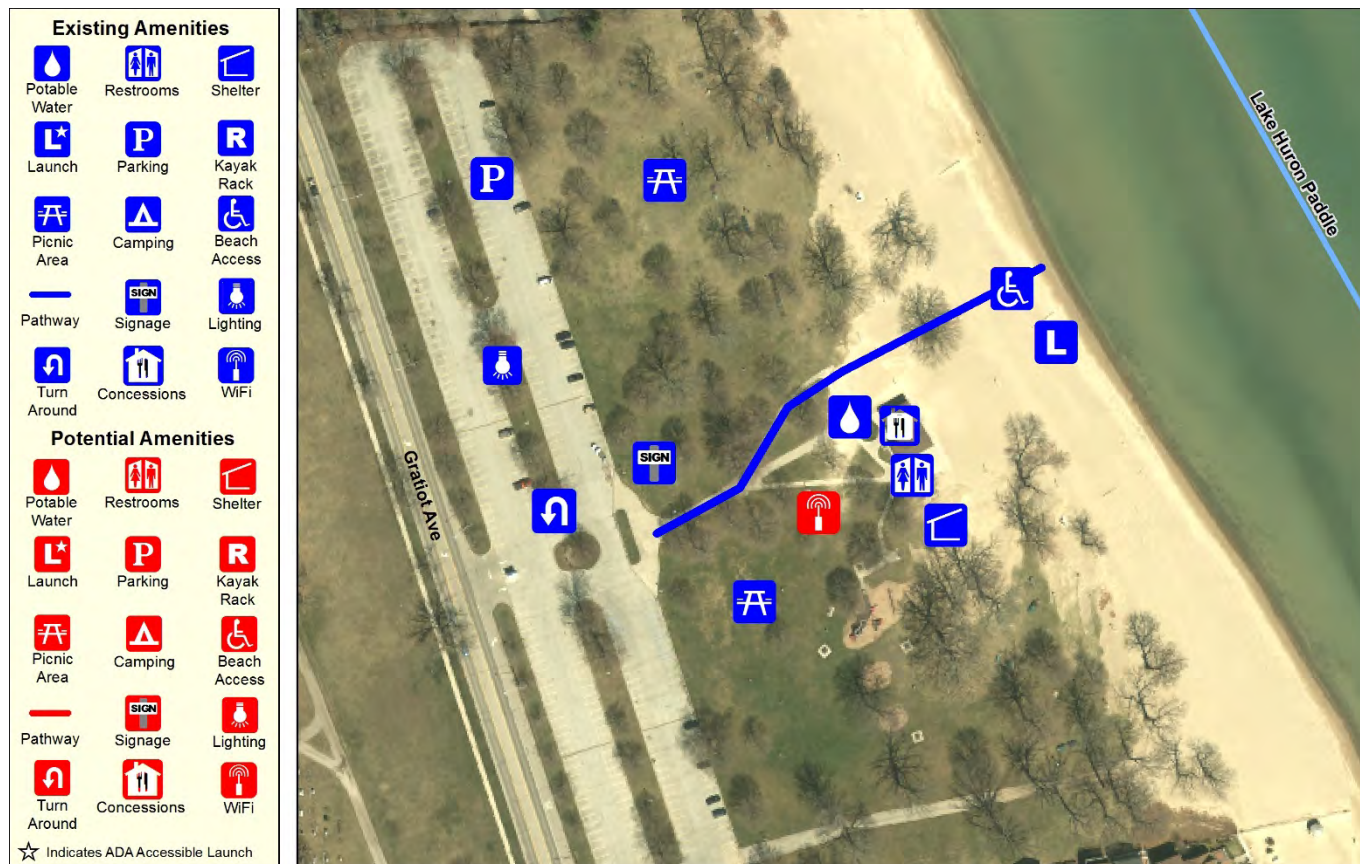 Existing Amenities
Potable
Water
Restrooms
Shelter
L
Launch
P
Parking
R
Kayak
Rack
Picnic
Area
Camping
Beach
Access
Pathway
SIGN
Signage
Lighting
Turn
Around
Concessions
WiFi
Potential Amenities
Potable
Water
Restrooms
Shelter
L
Launch
P
Parking
R
Kayak
Rack
Picnic
Area
Camping
Beach
Access
Pathway
SIGN
Signage
Lighting
Turn
Around
Concessions
WiFi
Indicates ADA Accessible Launch
Lake Huron Paddle
P
L
SIGN
Gratiot Ave